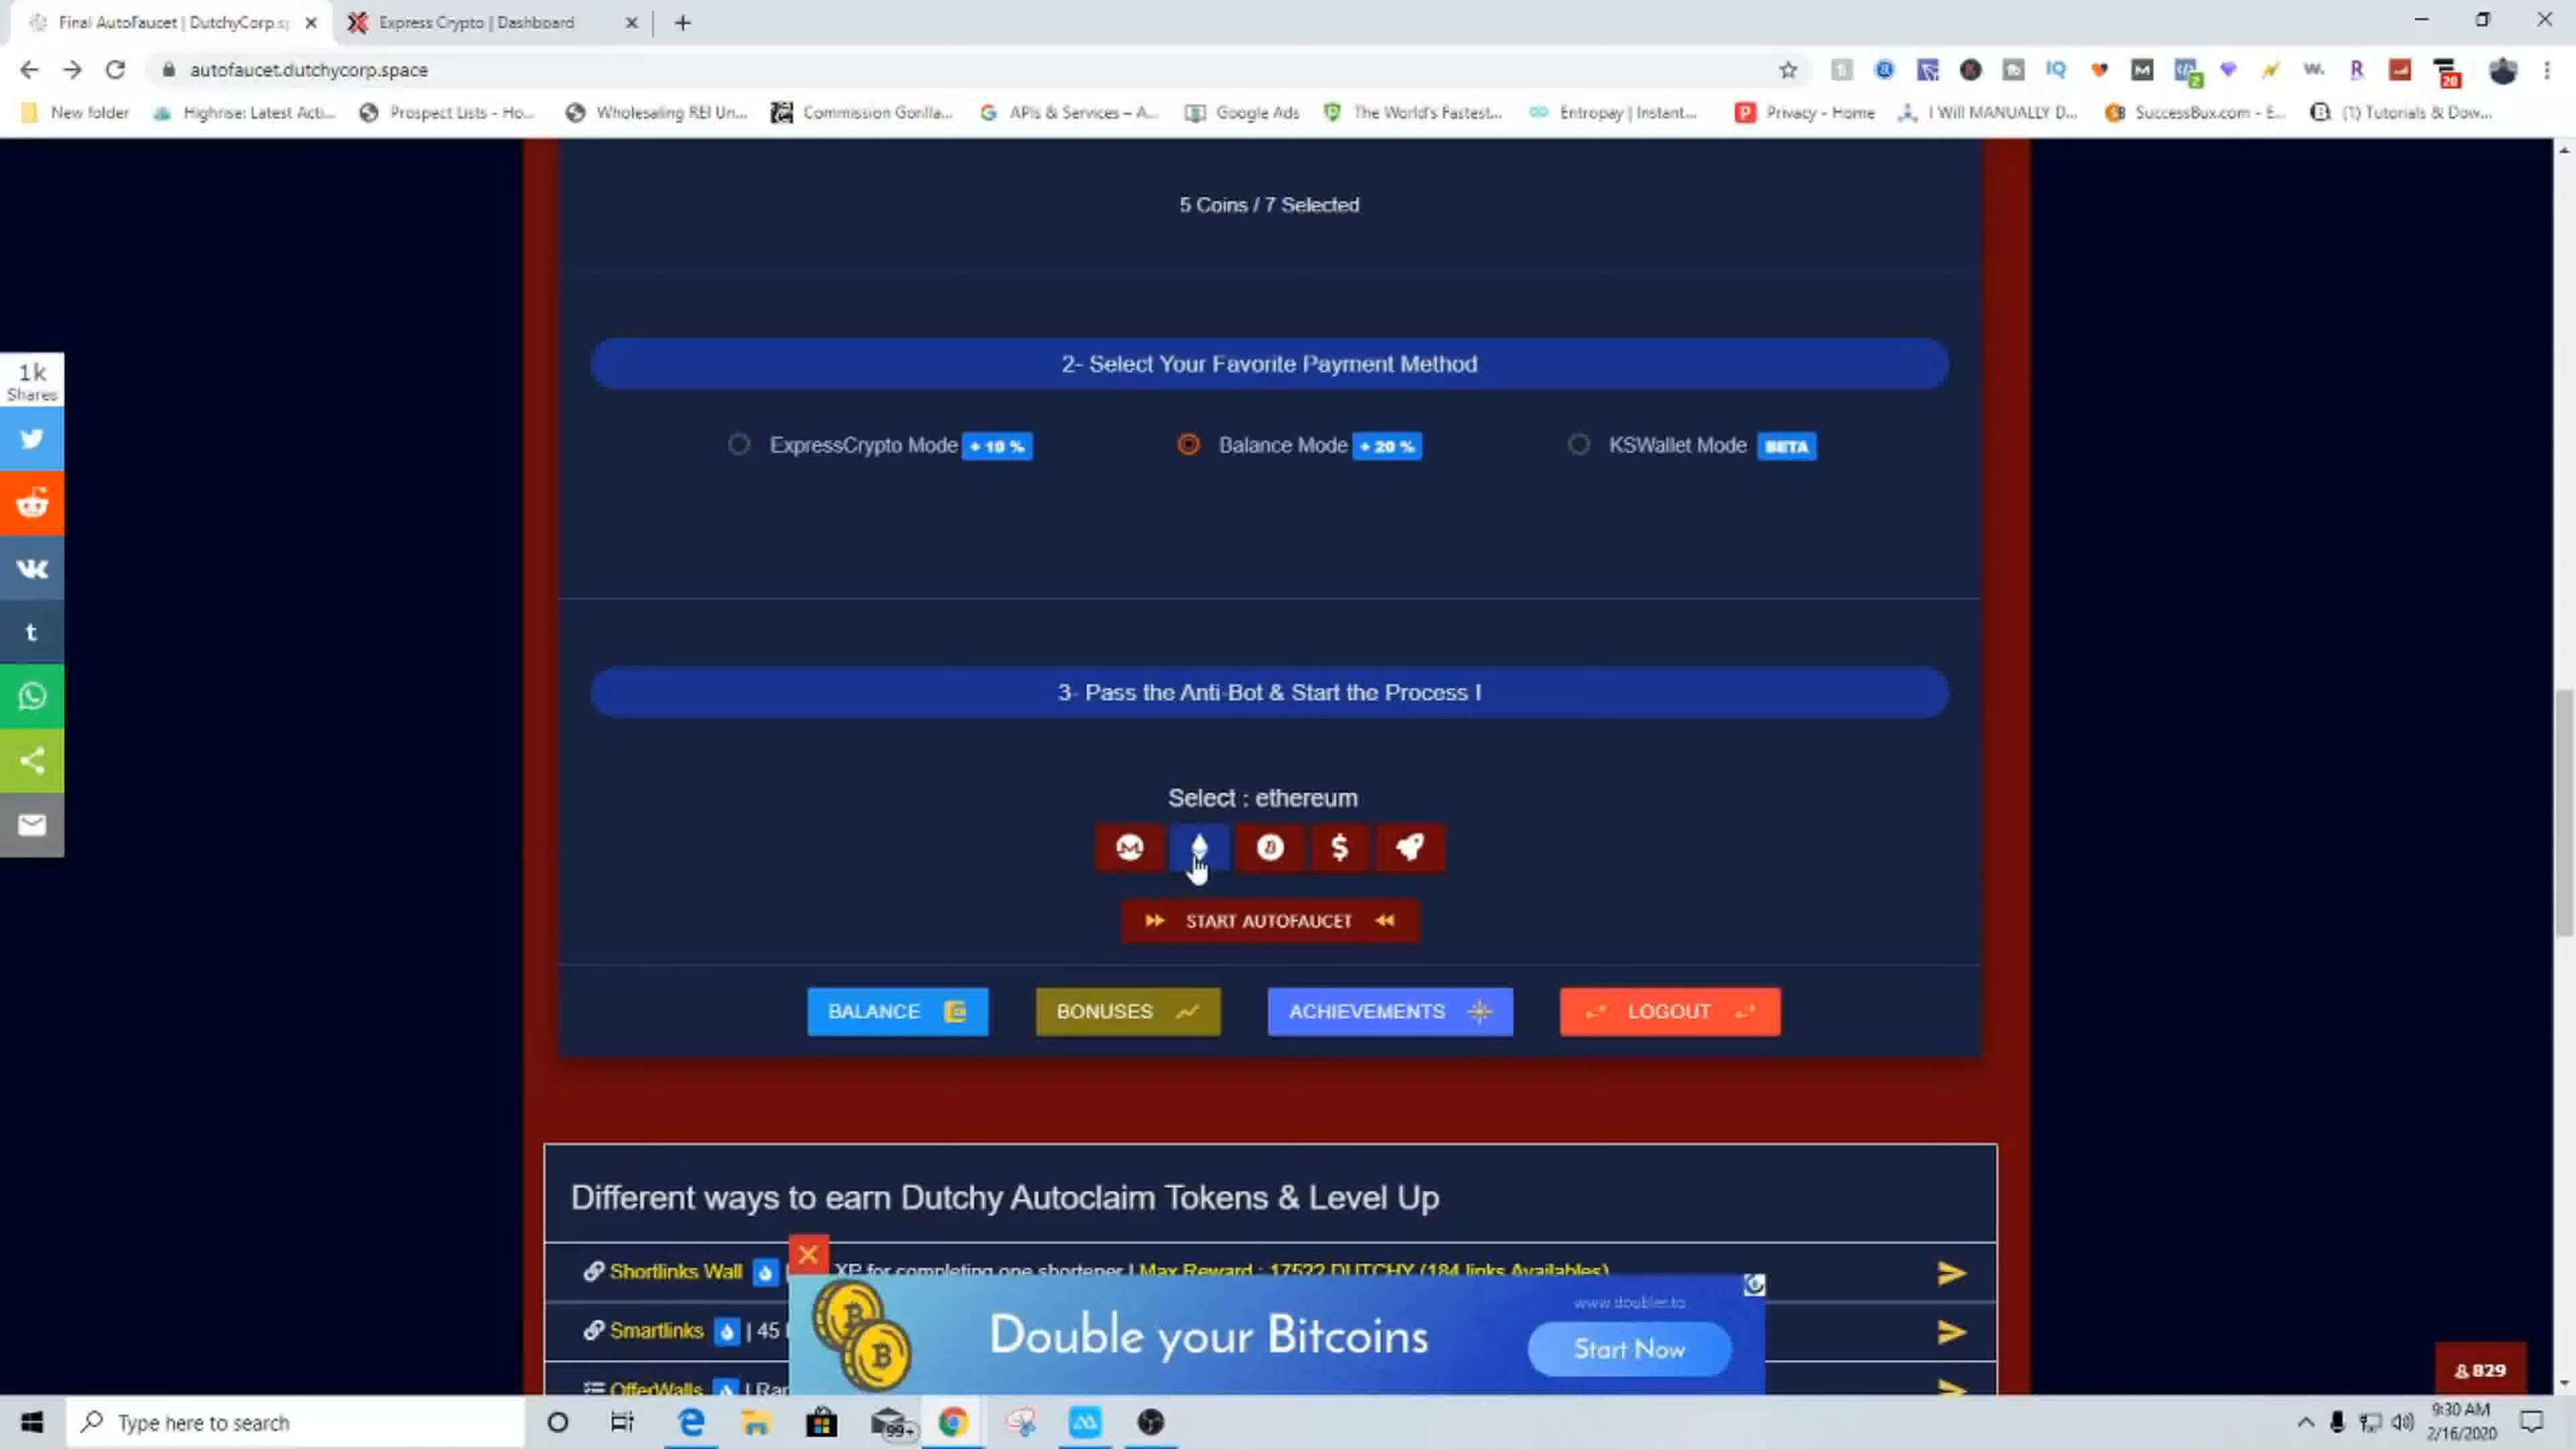 Final AutoFaucet | DutchyCorp.s
Express Crypto | Dashboard
autofaucet.dutchycorp.space
20
2
New folder
Highrise: Latest Acti...
Prospect Lists - Ho...
Wholesaling REI Un...
Commission Gorilla...
APIs & Services – A...
Google Ads
The World's Fastest...
Entropay | Instant...
Privacy - Home
I Will MANUALLY D...
SuccessBux.com - E...
(1) Tutorials & Dow...
5 Coins / 7 Selected
1k
Shares
2- Select Your Favorite Payment Method
ExpressCrypto Mode + 10 %
Balance Mode + 20 %
KSWallet Mode BETA
3- Pass the Anti-Bot & Start the Process !
Select : ethereum
START AUTOFAUCET
BALANCE
BONUSES
ACHIEVEMENTS
LOGOUT
Different ways to earn Dutchy Autoclaim Tokens & Level Up
Shortlinks Wall
XP for completing one shortener | Max Reward : 17522 DUTCHY (184 links Availables)
Smartlinks | 45
www.doubler.to
Double your Bitcoins
Start Now
OfferWalls | Ran
829
Type here to search
99+
9:30 AM
2/16/2020